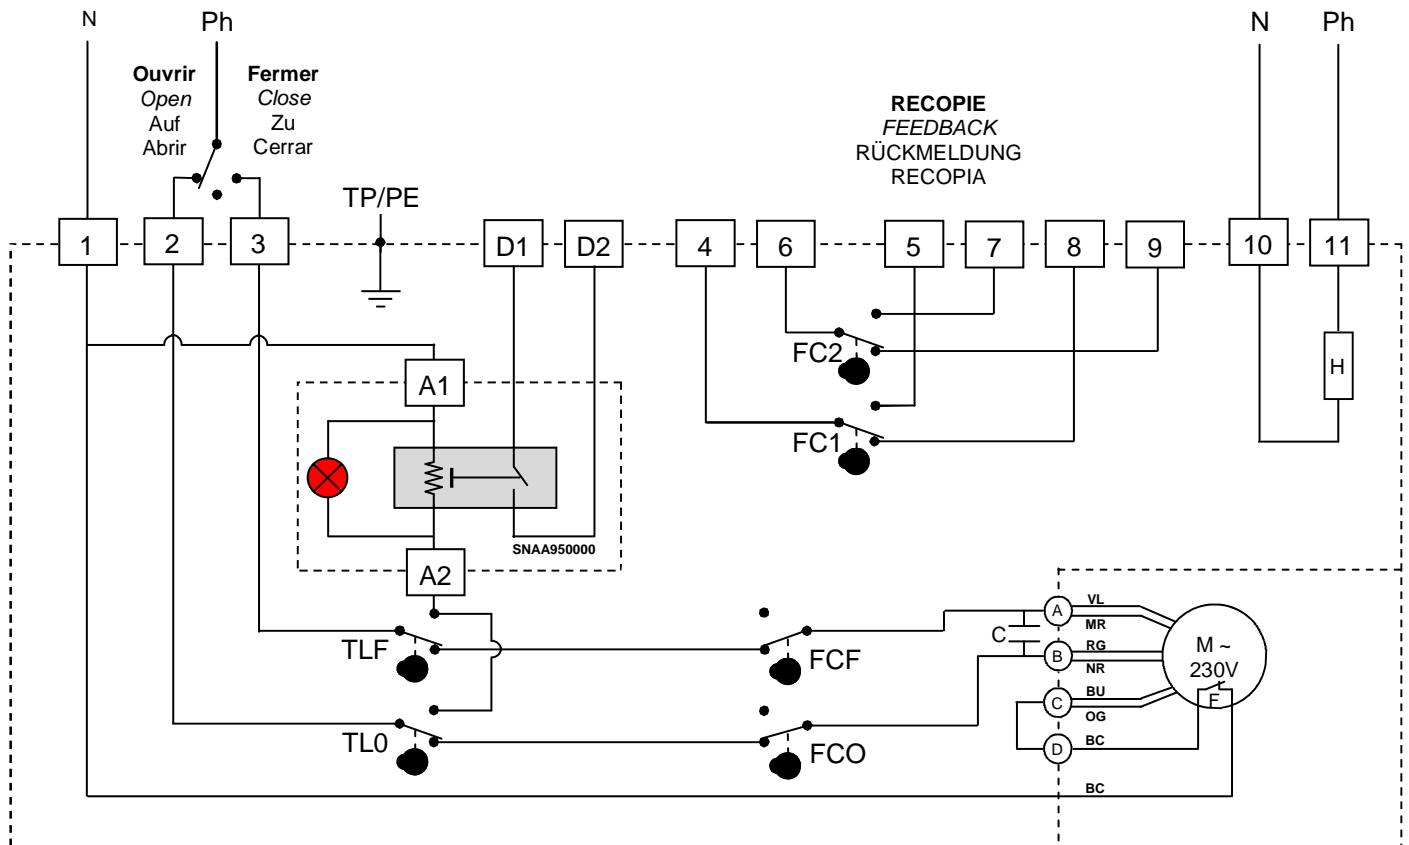 N
Ph
N
Ph
Ouvrir
Open
Auf
Abrir
Fermer
Close
Zu
Cerrar
RECOPIE
FEEDBACK
RÜCKMELDUNG
RECOPIA
TP/PE
1
2
3
D1
D2
4
6
5
7
8
9
10
11
FC2
FC1
H
A1
SNAA950000
A2
TLF
FCF
TL0
FCO
C
A
B
C
D
VL
MR
RG
NR
BU
OG
BC
BC
M ~
230V
F